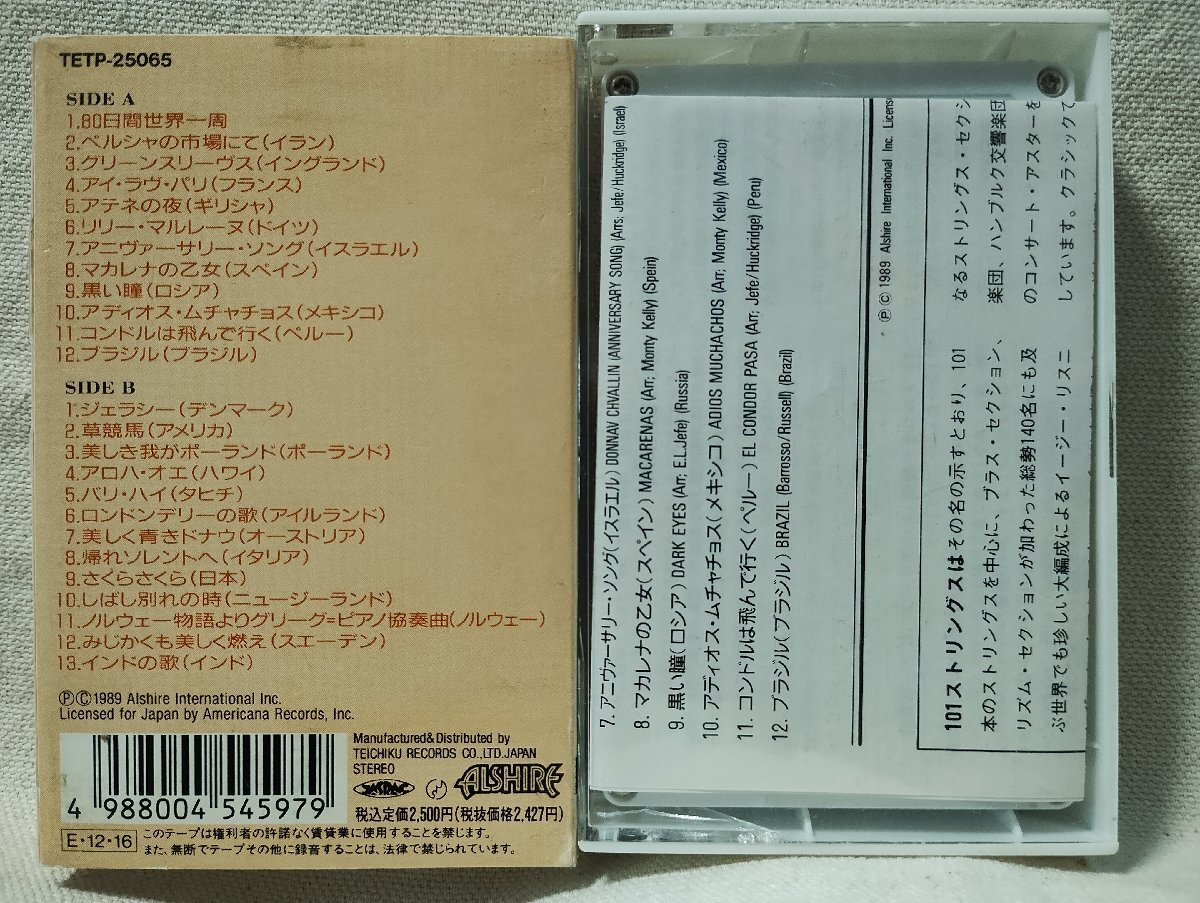 TETP-25065
SIDE A
1.80日間世界一周
2.ペルシャの市場にて(イラン)
3.グリーンスリーヴス(イングランド)
4.アイ・ラヴ・パリ(フランス)
5.アテネの夜(ギリシャ)
6.リリー・マルレーヌ(ドイツ)
7.アニヴァーサリー・ソング(イスラエル)
8.マカレナの乙女(スペイン)
9.黒い瞳(ロシア)
10.アディオス・ムチャチョス(メキシコ)
11.コンドルは飛んで行く(ペルー)
12.ブラジル(ブラジル)
SIDE B
1.ジェラシー(デンマーク)
2.草競馬(アメリカ)
3.美しき我がポーランド(ポーランド)
4.アロハ・オエ(ハワイ)
5.バリ・ハイ(タヒチ)
6.ロンドンデリーの歌(アイルランド)
7.美しく青きドナウ(オーストリア)
8.帰れソレントへ(イタリア)
9.さくらさくら(日本)
10.しばし別れの時(ニュージーランド)
11.ノルウェー物語よりグリーグ=ピアノ協奏曲(ノルウェー)
12.みじかくも美しく燃え(スエーデン)
13.インドの歌(インド)
ⓅⒸ1989 Alshire International Inc.
Licensed for Japan by Americana Records, Inc.
Manufactured&Distributed by
TEICHIKU RECORDS CO.,LTD.JAPAN
STEREO
JASRAC
ALSHIRE
4 988004 545979
税込定価2,500円(税抜価格2,427円)
E・12・16
このテープは権利者の許諾なく賃貸業に使用することを禁じます。
また、無断でテープその他に録音することは、法律で禁じられています。
7. アニヴァーサリー・ソング(イスラエル) DONNAV CHVALLIN (ANNIVERSARY SONG) (Arrs; Jefe/Huckridge) (Israel)
8. マカレナの乙女(スペイン) MACARENAS (Arr; Monty Kelly) (Spein)
9. 黒い瞳(ロシア) DARK EYES (Arr; E.L.Jefe) (Russia)
10. アディオス・ムチャチョス(メキシコ) ADIOS MUCHACHOS (Arr; Monty Kelly) (Mexico)
11. コンドルは飛んで行く(ペルー) EL CONDOR PASA (Arr; Jefe/Huckridge) (Peru)
12. ブラジル(ブラジル) BRAZIL (Barrosso/Russell) (Brazil)
Ⓟ Ⓒ 1989 Alshire International Inc. Licens
101ストリングスはその名の示すとおり、101
本のストリングスを中心に、ブラス・セクション、
リズム・セクションが加わった総勢140名にも及
ぶ世界でも珍しい大編成によるイージー・リスニ
なるストリングス・セクシ
楽団、ハンブルク交響楽団
のコンサート・マスターを
しています。クラシックで